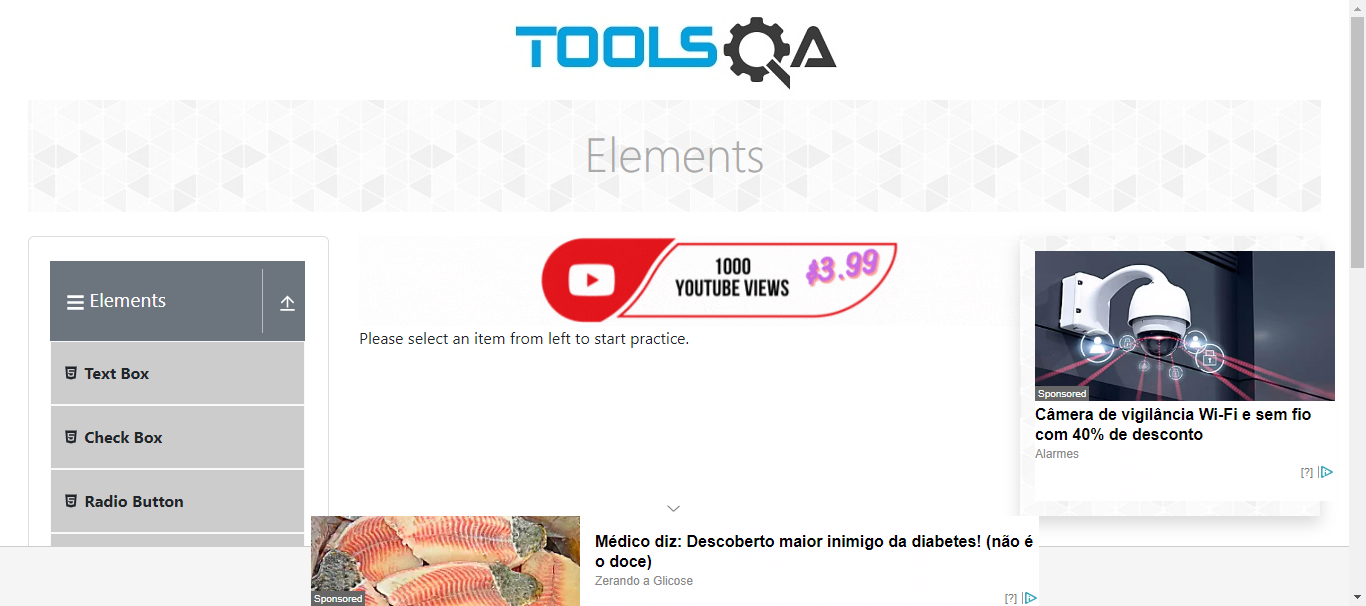 TOOLSQA
Elements
Elements
Text Box
Check Box
Radio Button
1000
YOUTUBE VIEWS
$3.99
Please select an item from left to start practice.
Sponsored
Câmera de vigilância Wi-Fi e sem fio
com 40% de desconto
Alarmes
[?]
Sponsored
Médico diz: Descoberto maior inimigo da diabetes! (não é
o doce)
Zerando a Glicose
[?]